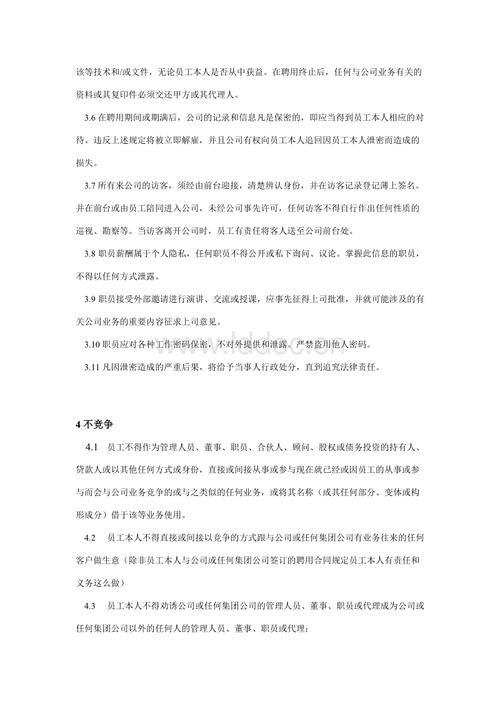 该等技术和/或文件，无论员工本人是否从中获益。在聘用终止后，任何与公司业务有关的
资料或其复印件必须交还甲方或其代理人。
3.6 在聘用期间或期满后，公司的记录和信息凡是保密的，即应当得到员工本人相应的对
待。违反上述规定将被立即解雇，并且公司有权向员工本人追回因员工本人泄密而造成的
损失。
3.7 所有来公司的访客，须经由前台迎接，清楚辨认身份，并在访客记录登记薄上签名。
并在前台或由员工陪同进入公司，未经公司事先许可，任何访客不得自行作出任何性质的
巡视、勘察等。当访客离开公司时，员工有责任将客人送至公司前台处。
3.8 职员薪酬属于个人隐私，任何职员不得公开或私下询问、议论。掌握此信息的职员，
不得以任何方式泄露。
3.9 职员接受外部邀请进行演讲、交流或授课，应事先征得上司批准，并就可能涉及的有
关公司业务的重要内容征求上司意见。
3.10 职员应对各种工作密码保密，不对外提供和泄露。严禁盗用他人密码。
www.lddoc.cn
3.11 凡因泄密造成的严重后果，将给予当事人行政处分，直到追究法律责任。
4 不竞争
4.1 员工不得作为管理人员、董事、职员、合伙人、顾问、股权或债务投资的持有人、
贷款人或以其他任何方式或身份，直接或间接从事或参与现在就已经或因员工的从事或参
与而会与公司业务竞争的或与之类似的任何业务，或将其名称（或其任何部分、变体或构
形成分）借于该等业务使用。
4.2 员工本人不得直接或间接以竞争的方式跟与公司或任何集团公司有业务往来的任何
客户做生意（除非员工本人与公司或任何集团公司签订的聘用合同规定员工本人有责任和
义务这么做）
4.3 员工本人不得劝诱公司或任何集团公司的管理人员、董事、职员或代理成为公司或
任何集团公司以外的任何人的管理人员、董事、职员或代理；